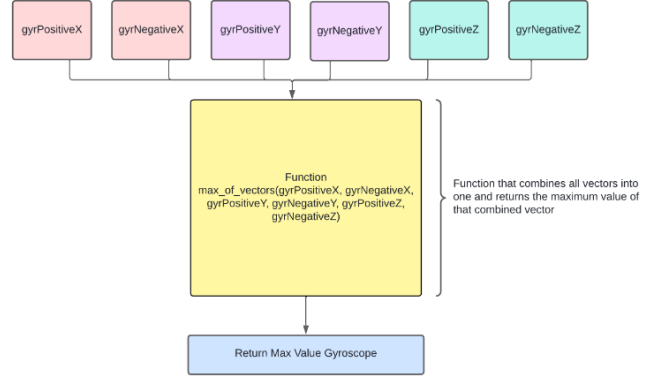 gyrPositiveX
gyrNegativeX
gyrPositiveY
gyrNegativeY
gyrPositiveZ
gyrNegativeZ
Function
max_of_vectors(gyrPositiveX, gyrNegativeX,
gyrPositiveY, gyrNegativeY, gyrPositiveZ,
gyrNegativeZ)
Function that combines all vectors into
one and returns the maximum value of
that combined vector
Return Max Value Gyroscope